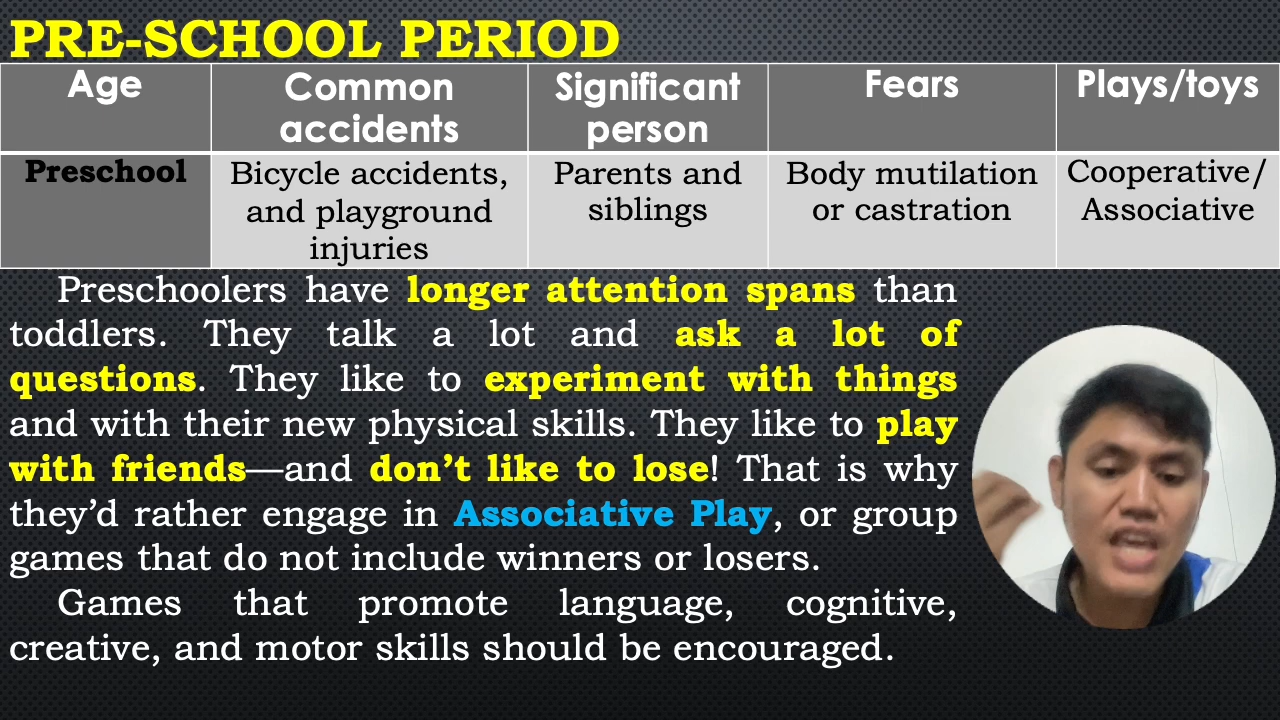 PRE-SCHOOL PERIOD
Age
Common
accidents
Significant
person
Fears
Plays/toys
Preschool
Bicycle accidents,
and playground
injuries
Parents and
siblings
Body mutilation
or castration
Cooperative/
Associative
Preschoolers have longer attention spans than
toddlers. They talk a lot and ask a lot of
questions. They like to experiment with things
and with their new physical skills. They like to play
with friends—and don’t like to lose! That is why
they’d rather engage in Associative Play, or group
games that do not include winners or losers.
Games that promote language, cognitive,
creative, and motor skills should be encouraged.